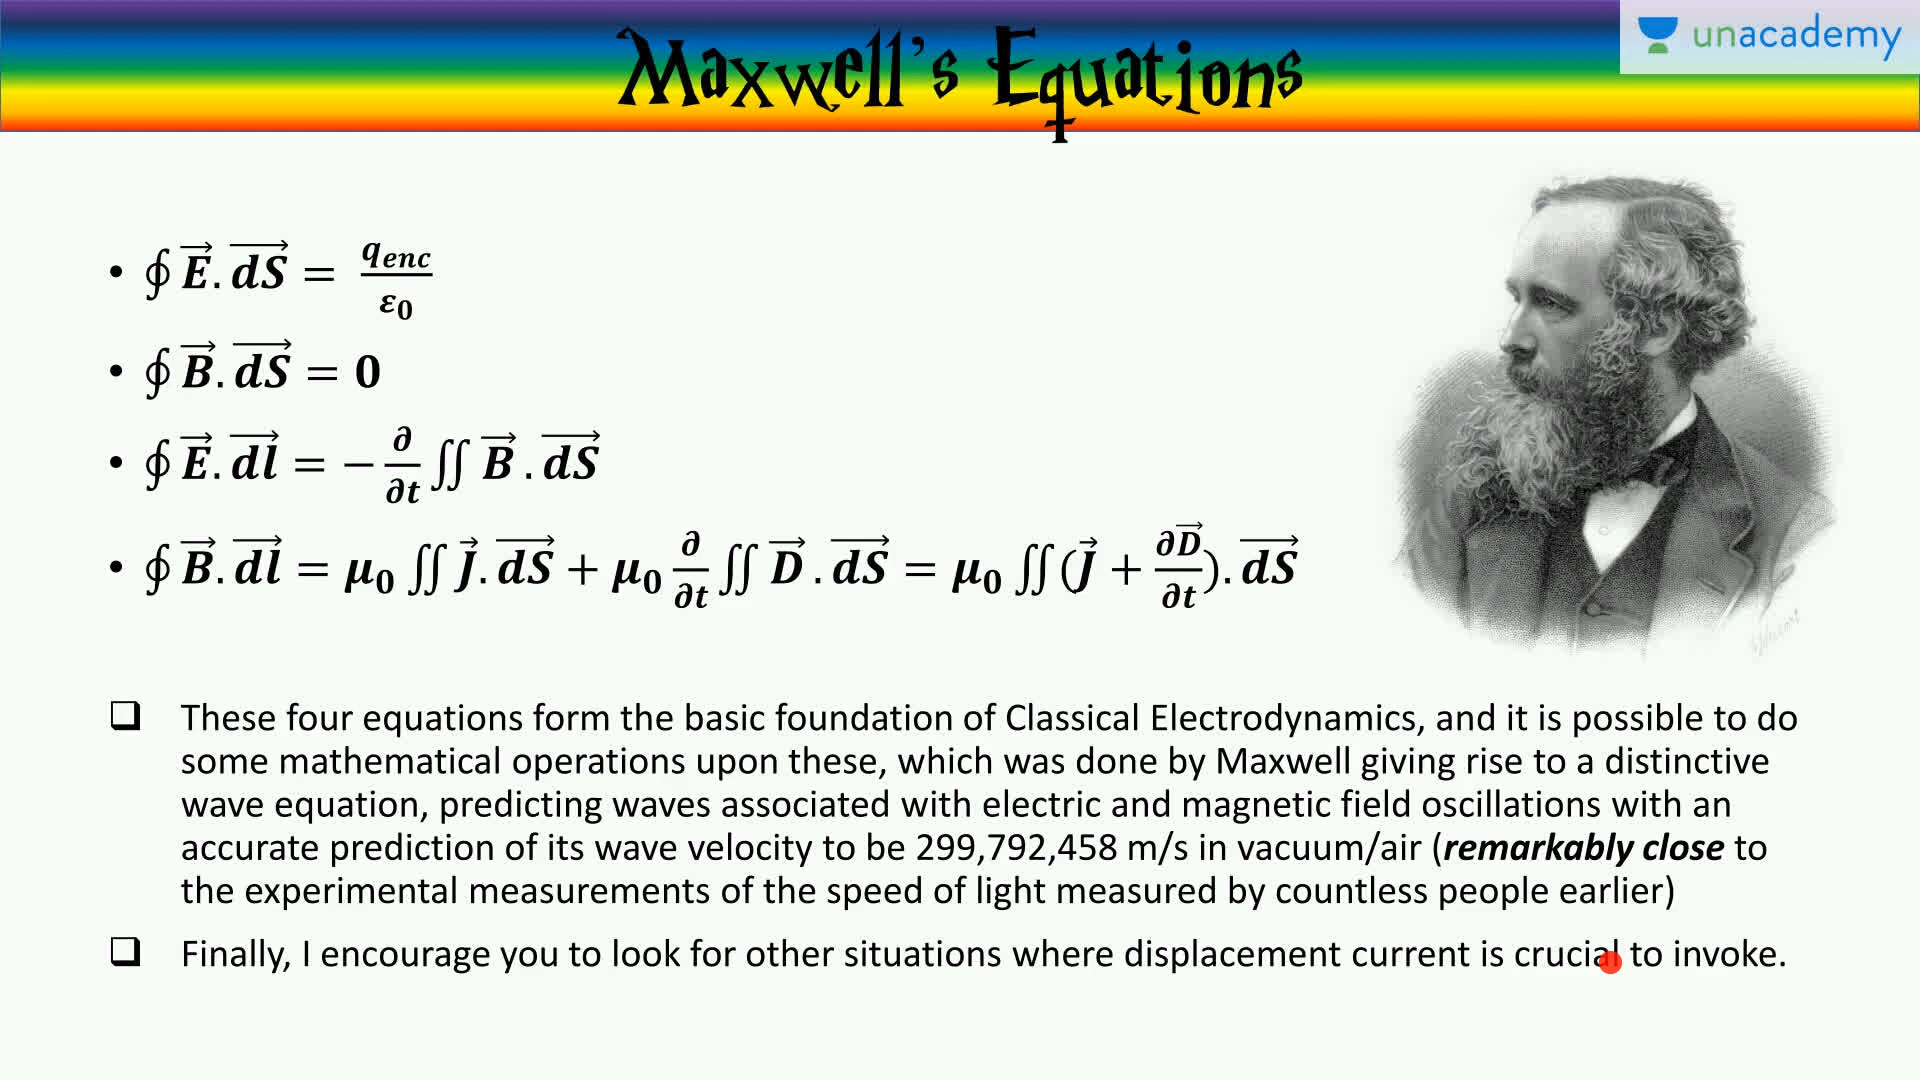 Maxwell's Equations
unacademy
• ∮ E⃗. dS⃗ = q_enc / ε₀
• ∮ B⃗. dS⃗ = 0
• ∮ E⃗. dl⃗ = − ∂/∂t ∬ B⃗ . dS⃗
• ∮ B⃗. dl⃗ = μ₀ ∬ J⃗. dS⃗ + μ₀ ∂/∂t ∬ D⃗ . dS⃗ = μ₀ ∬ (J⃗ + ∂D⃗/∂t). dS⃗
❑ These four equations form the basic foundation of Classical Electrodynamics, and it is possible to do
some mathematical operations upon these, which was done by Maxwell giving rise to a distinctive
wave equation, predicting waves associated with electric and magnetic field oscillations with an
accurate prediction of its wave velocity to be 299,792,458 m/s in vacuum/air (remarkably close to
the experimental measurements of the speed of light measured by countless people earlier)
❑ Finally, I encourage you to look for other situations where displacement current is crucial to invoke.